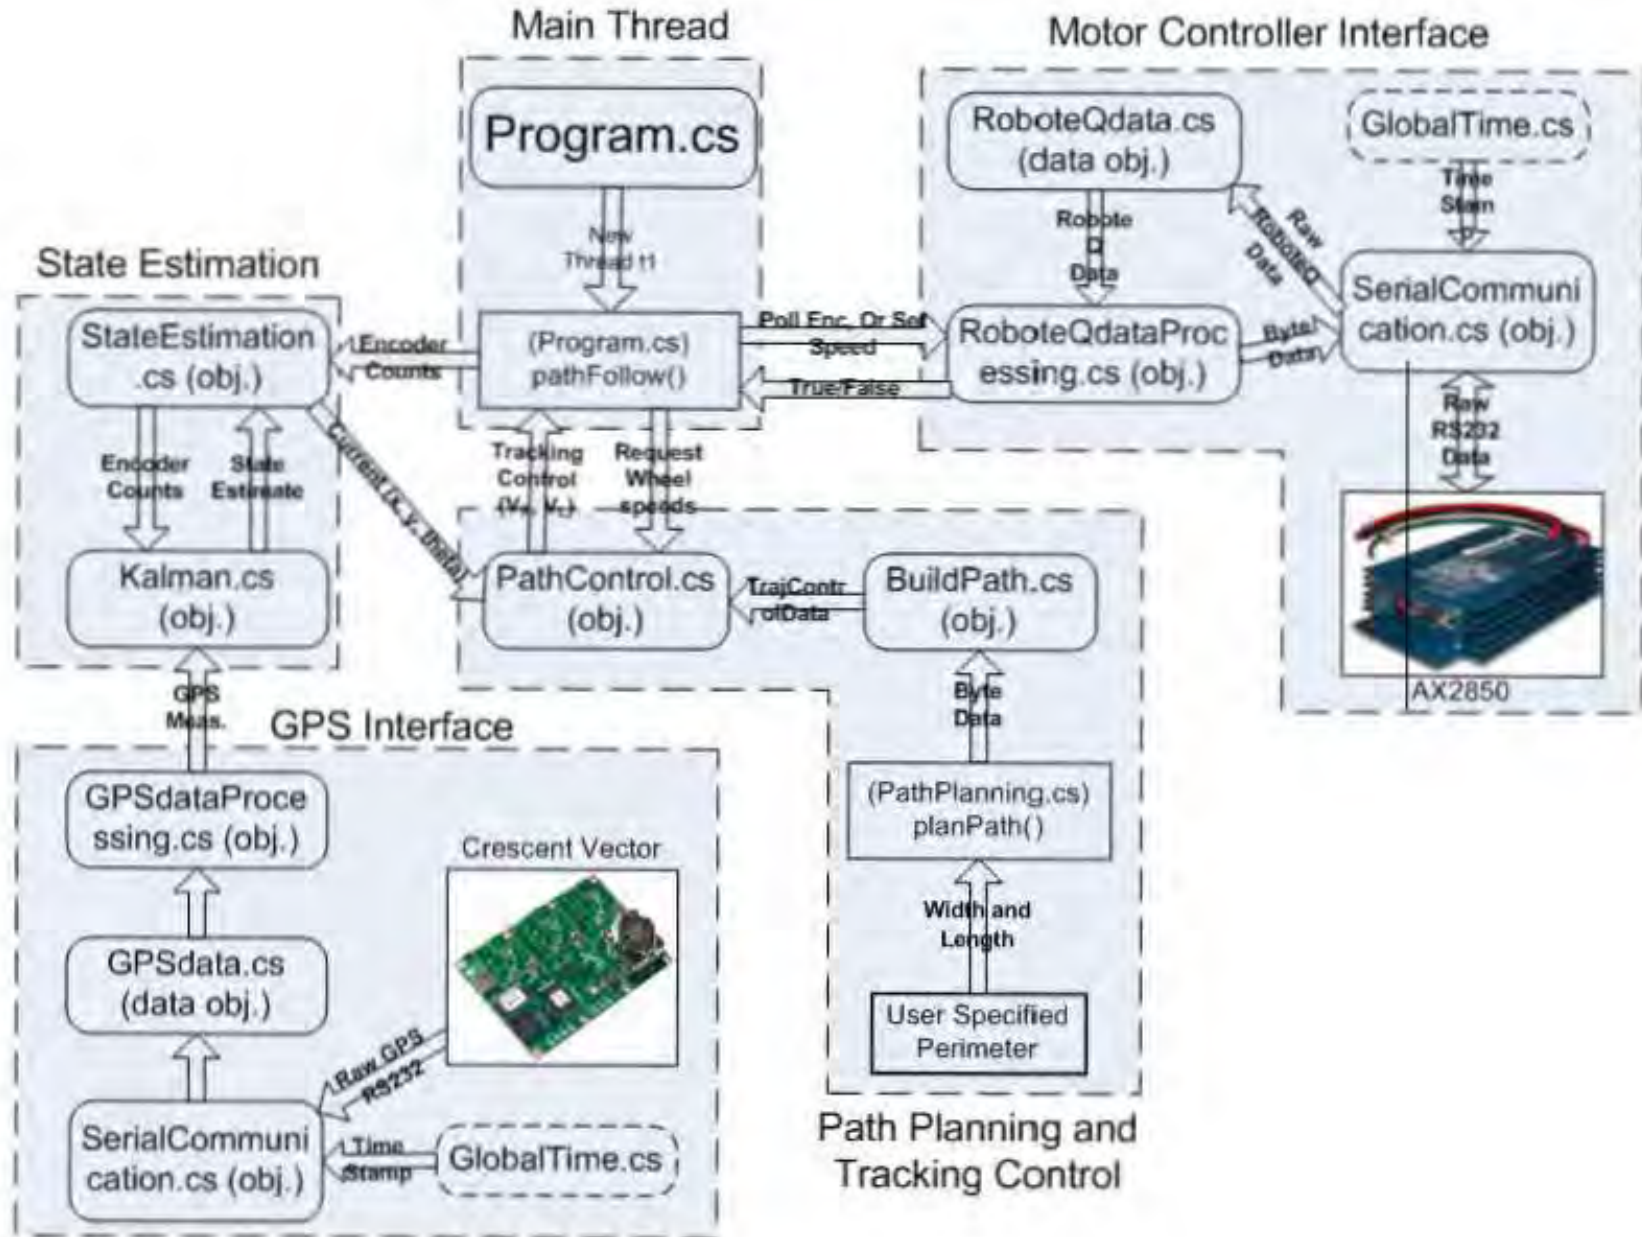 Main Thread
Motor Controller Interface
Program.cs
RoboteQdata.cs
(data obj.)
GlobalTime.cs
New
Thread t1
Robote
Q
Data
Raw
RoboteQ
Data
Time
Stam
p
State Estimation
StateEstimation
.cs (obj.)
Encoder
Counts
(Program.cs)
pathFollow()
Poll Enc. Or Set
Speed
True/False
RoboteQdataProc
essing.cs (obj.)
Byte
Data
SerialCommuni
cation.cs (obj.)
Encoder
Counts
State
Estimate
Current (x, y, theta)
Tracking
Control
Request
Wheel
speeds
Raw
RS232
Data
Kalman.cs
(obj.)
PathControl.cs
(obj.)
TrajContr
olData
BuildPath.cs
(obj.)
AX2850
GPS
Meas.
Byte
Data
GPS Interface
GPSdataProce
ssing.cs (obj.)
Crescent Vector
(PathPlanning.cs)
planPath()
GPSdata.cs
(data obj.)
Width and
Length
User Specified
Perimeter
Raw GPS
RS232
SerialCommuni
cation.cs (obj.)
Time
Stamp
GlobalTime.cs
Path Planning and
Tracking Control